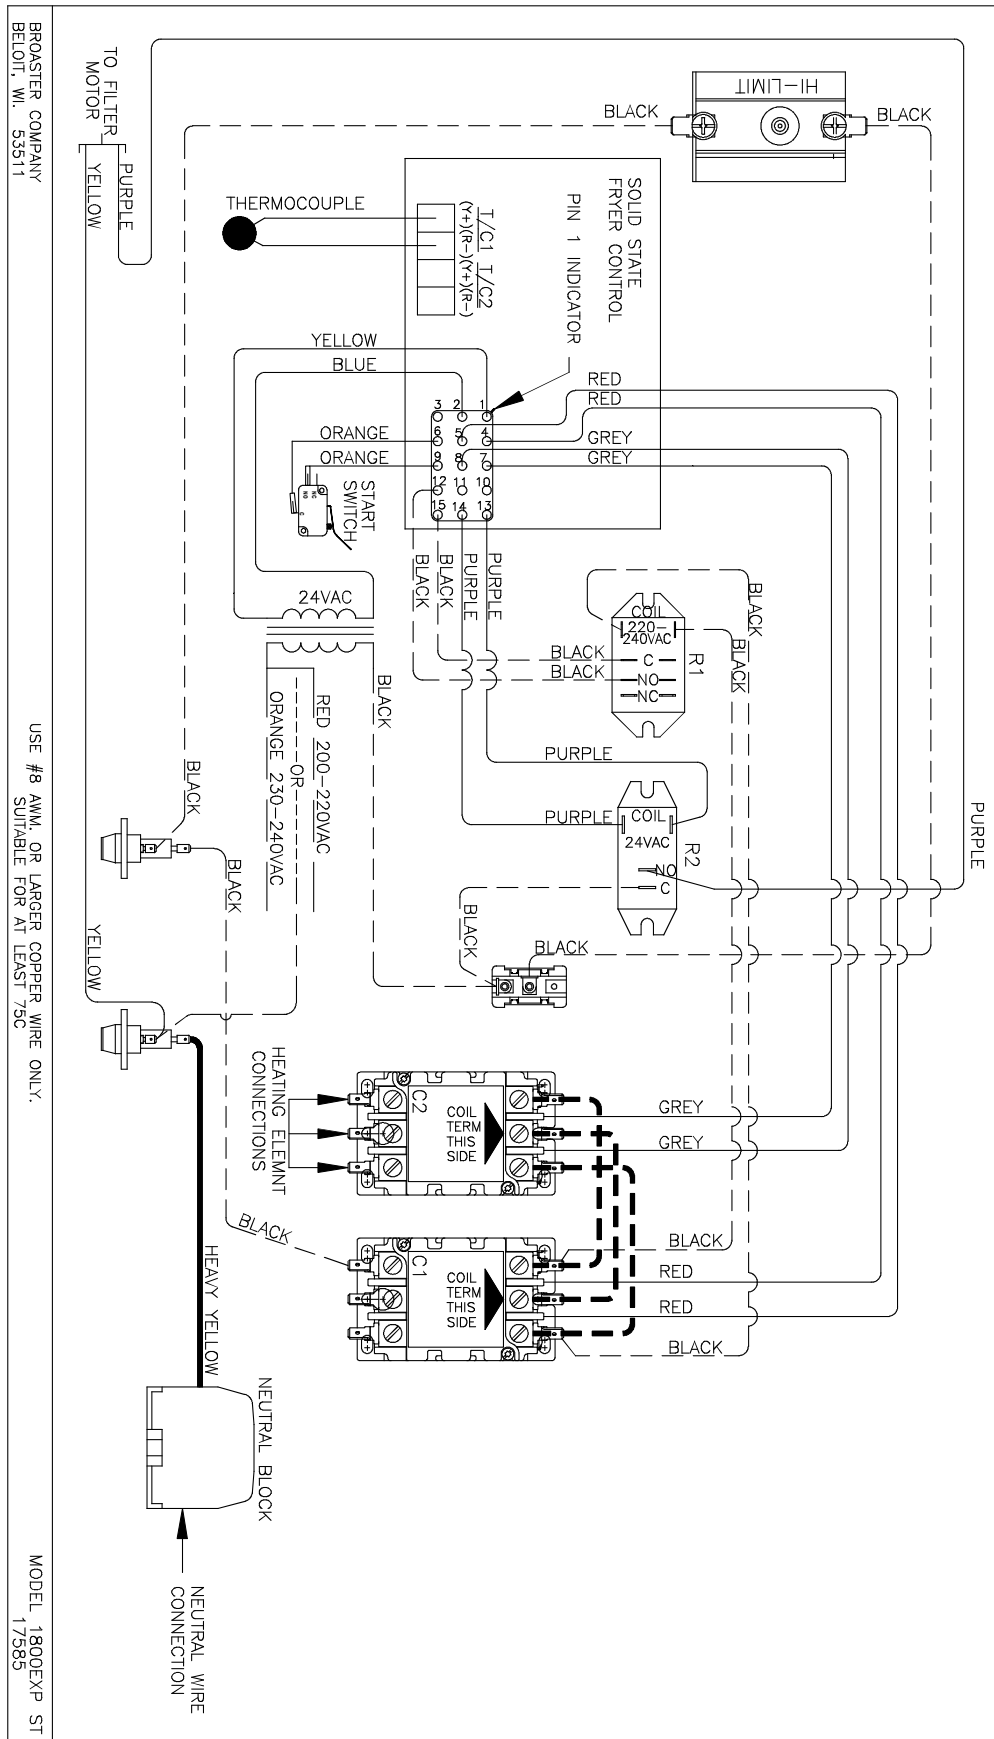 HI-LIMIT
BLACK
BLACK
TO FILTER
MOTOR
PURPLE
YELLOW
BROASTER COMPANY
BELOIT, WI. 53511
THERMOCOUPLE
SOLID STATE
FRYER CONTROL
PIN 1 INDICATOR
T/C1 T/C2
(Y+)(R-)(Y+)(R-)
YELLOW
BLUE
RED
RED
GREY
GREY
ORANGE
ORANGE
3 2 1
6 5 4
9 8 7
12 11 10
15 14 13
NC
NO
C
START
SWITCH
BLACK
BLACK
PURPLE
PURPLE
24VAC
COIL
220-
240VAC
C
NO
NC
R1
BLACK
BLACK
BLACK
BLACK
BLACK
RED 200-220VAC
OR
ORANGE 230-240VAC
PURPLE
PURPLE
COIL
24VAC
NO
C
R2
PURPLE
BLACK
BLACK
BLACK
BLACK
YELLOW
USE #8 AWM. OR LARGER COPPER WIRE ONLY.
SUITABLE FOR AT LEAST 75C
HEATING ELEMNT
CONNECTIONS
C2
COIL
TERM
THIS
SIDE
GREY
GREY
BLACK
C1
COIL
TERM
THIS
SIDE
BLACK
RED
RED
BLACK
HEAVY YELLOW
NEUTRAL BLOCK
NEUTRAL WIRE
CONNECTION
MODEL 1800EXP ST
17585